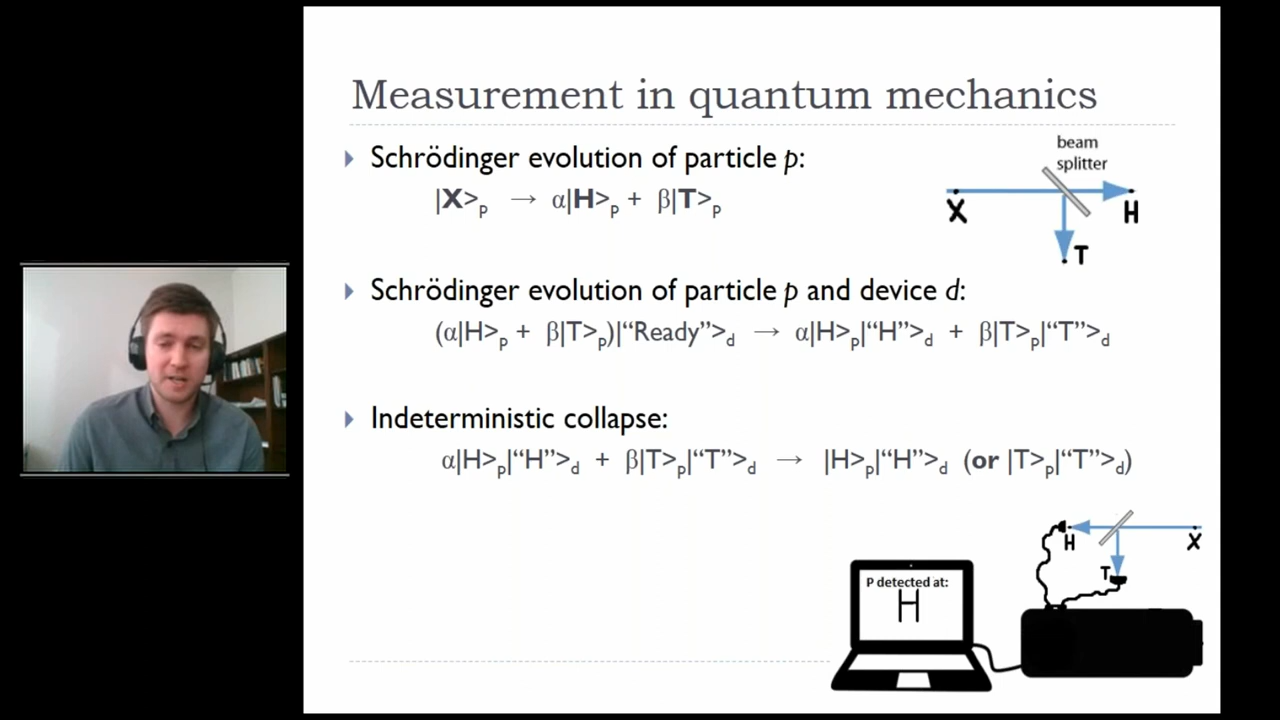 Measurement in quantum mechanics
Schrödinger evolution of particle p:
|X>ₚ → α|H>ₚ + β|T>ₚ
beam
splitter
X
H
T
Schrödinger evolution of particle p and device d:
(α|H>ₚ + β|T>ₚ)|“Ready”>d → α|H>ₚ|“H”>d + β|T>ₚ|“T”>d
Indeterministic collapse:
α|H>ₚ|“H”>d + β|T>ₚ|“T”>d → |H>ₚ|“H”>d (or |T>ₚ|“T”>d)
H
X
T
P detected at:
H